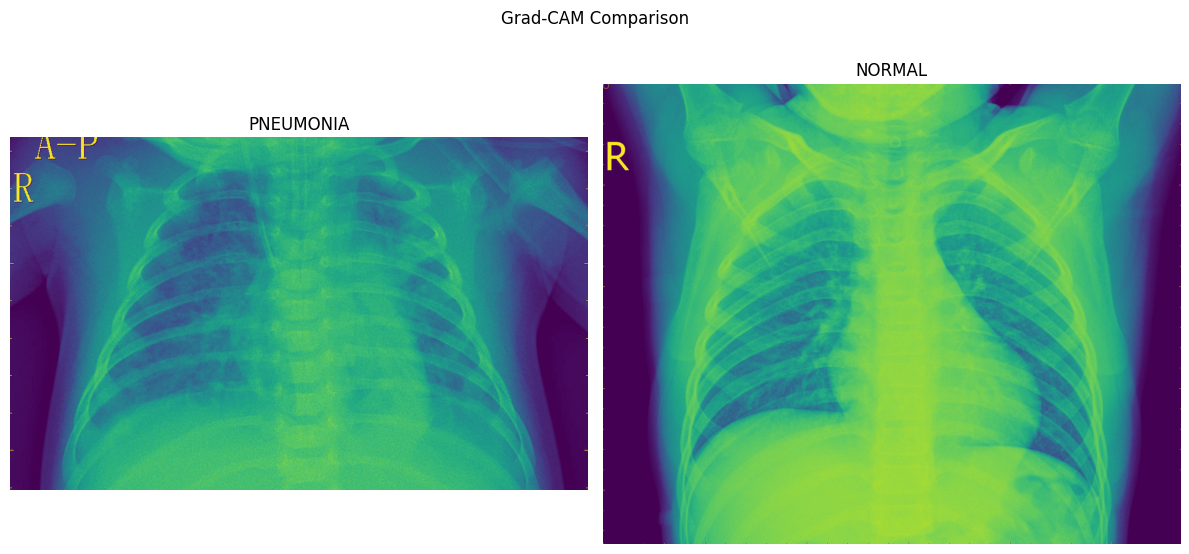 Grad-CAM Comparison
PNEUMONIA
A-P
R
NORMAL
R